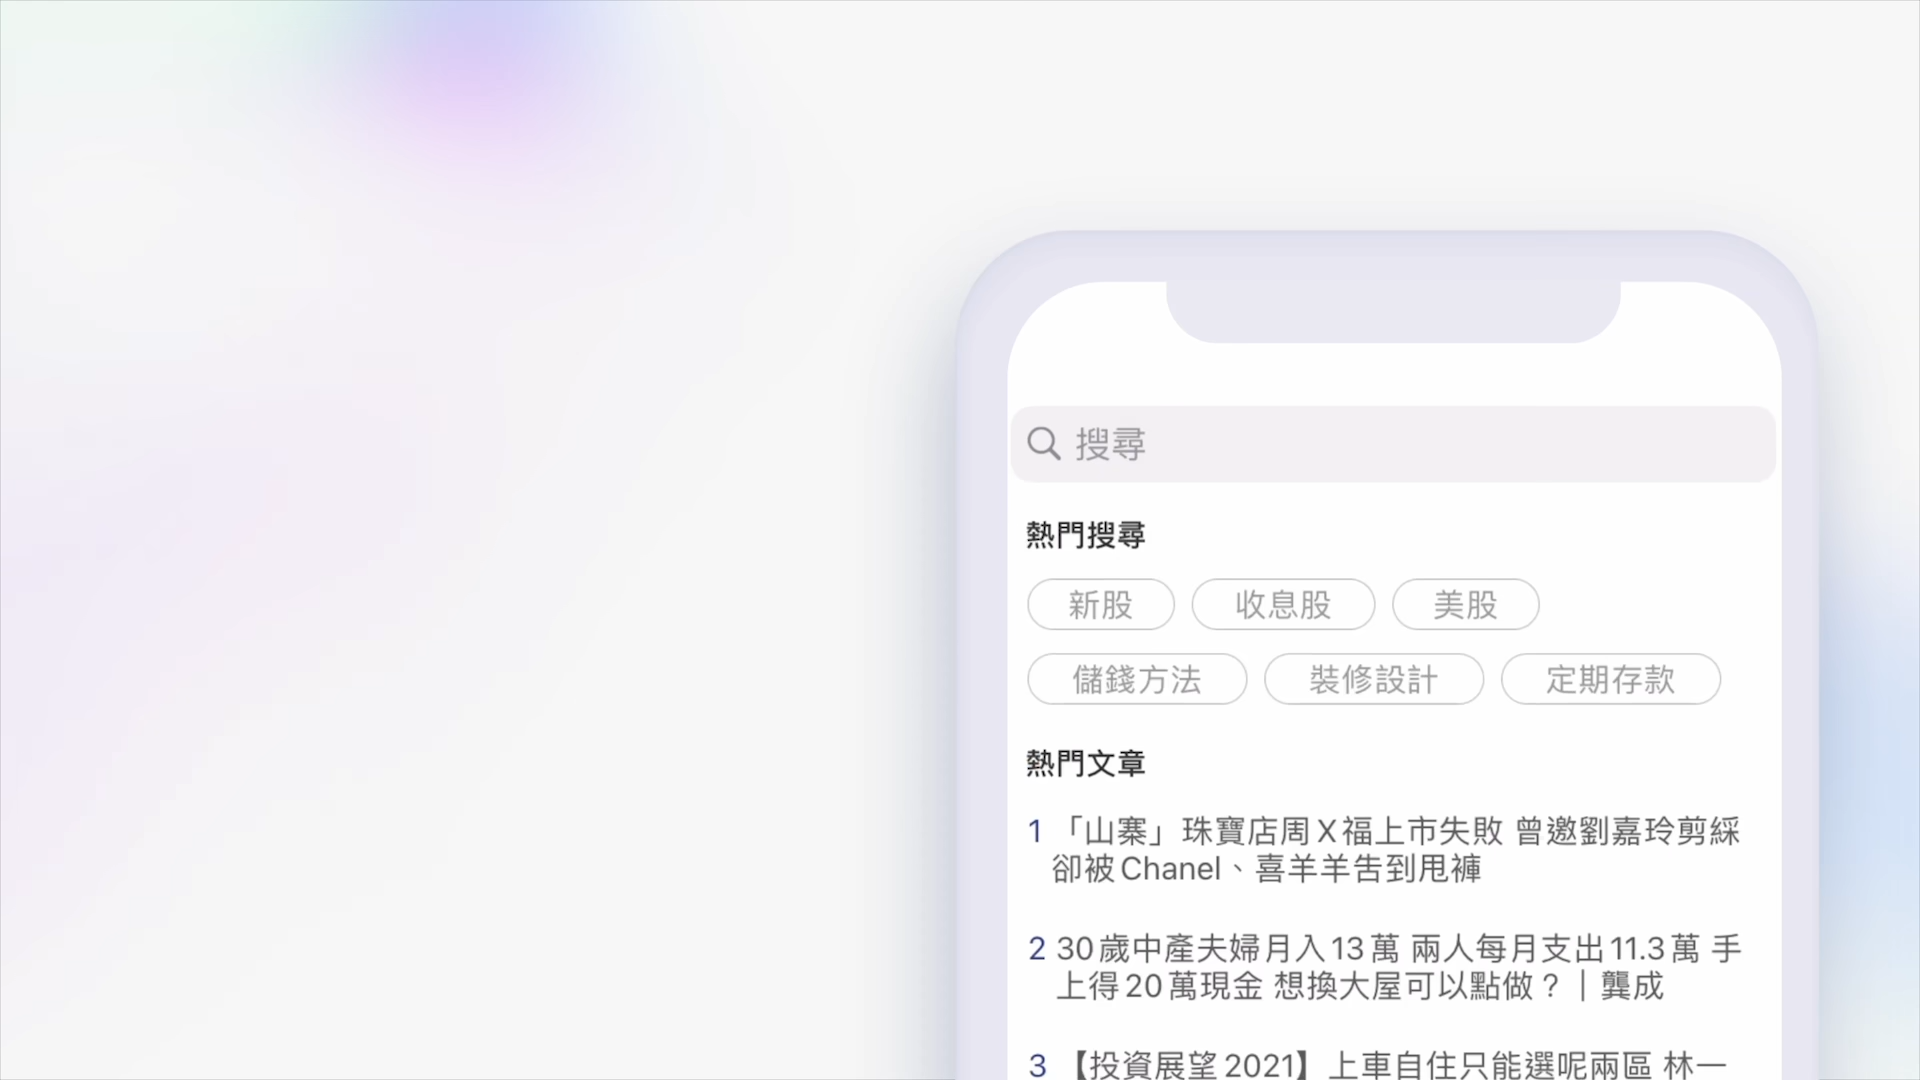 搜尋
熱門搜尋
新股 收息股 美股
儲錢方法 裝修設計 定期存款
熱門文章
1 「山寨」珠寶店周X福上市失敗 曾邀劉嘉玲剪綵
卻被Chanel、喜羊羊告到甩褲
2 30歲中產夫婦月入13萬 兩人每月支出11.3萬 手
上得20萬現金 想換大屋可以點做？｜龔成
3 【投資展望2021】上車自住只能選呢兩區 林一